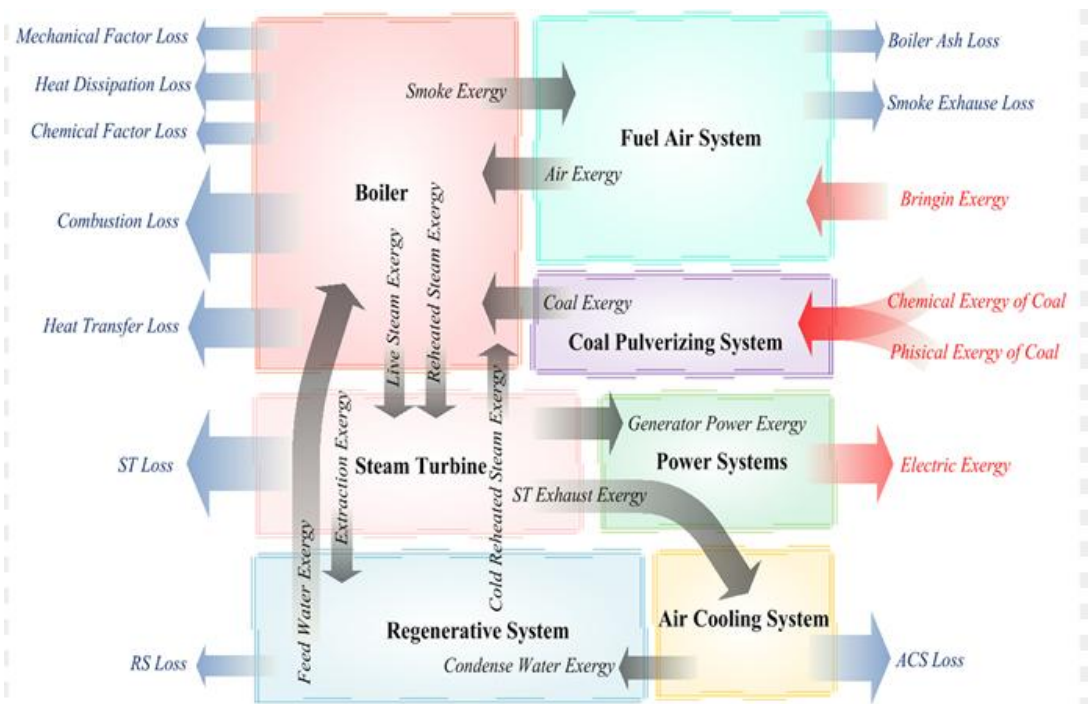 Mechanical Factor Loss
Heat Dissipation Loss
Chemical Factor Loss
Combustion Loss
Heat Transfer Loss
ST Loss
RS Loss
Boiler
Smoke Exergy
Air Exergy
Coal Exergy
Live Steam Exergy
Reheated Steam Exergy
Fuel Air System
Boiler Ash Loss
Smoke Exhause Loss
Bringin Exergy
Coal Pulverizing System
Chemical Exergy of Coal
Phisical Exergy of Coal
Steam Turbine
Feed Water Exergy
Extraction Exergy
Cold Reheated Steam Exergy
Generator Power Exergy
ST Exhaust Exergy
Power Systems
Electric Exergy
Regenerative System
Condense Water Exergy
Air Cooling System
ACS Loss